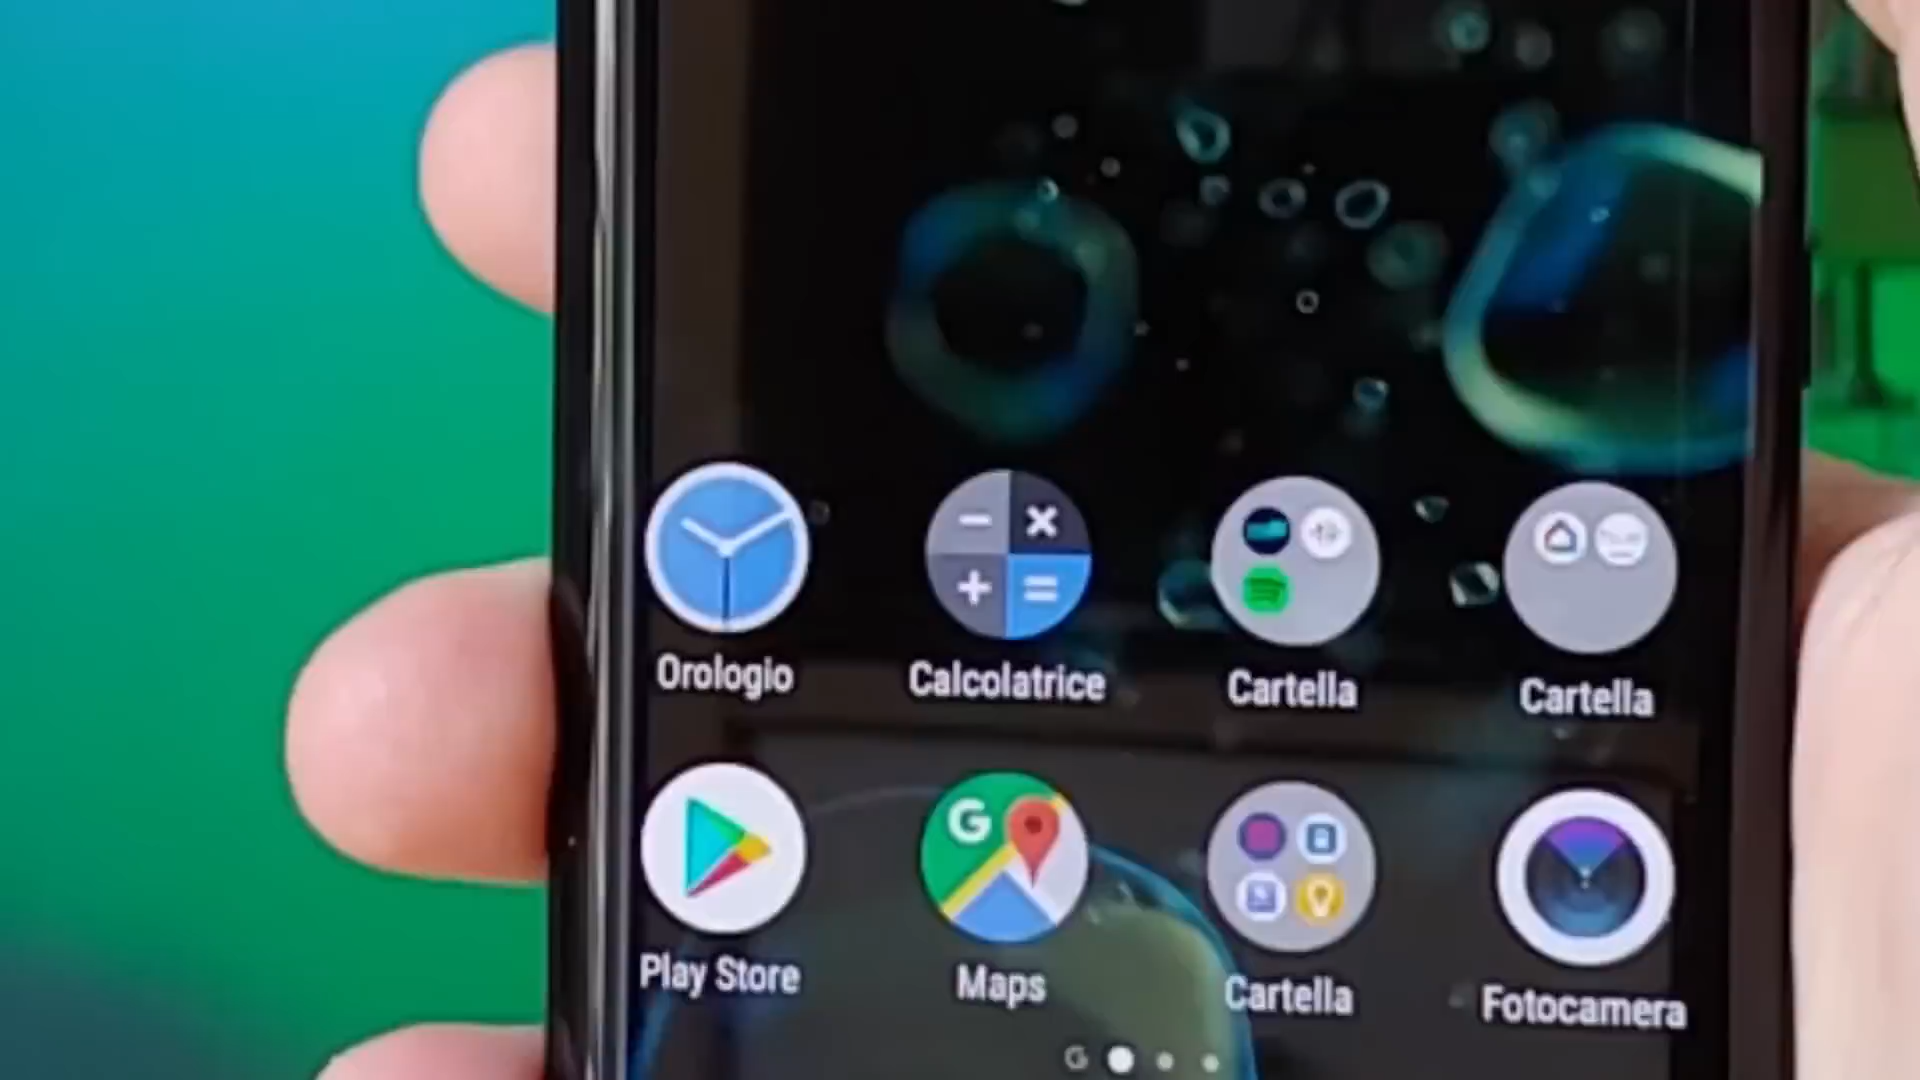 Orologio
Calcolatrice
Cartella
Cartella
Play Store
Maps
Cartella
Fotocamera
G